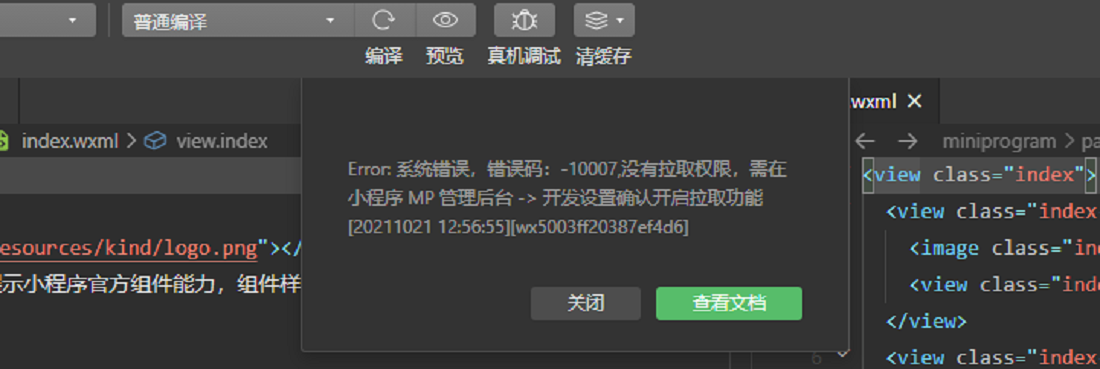 普通编译
编译 预览 真机调试 清缓存
wxml
index.wxml > view.index
miniprogram > pa
Error: 系统错误，错误码：-10007,没有拉取权限，需在
小程序 MP 管理后台 -> 开发设置确认开启拉取功能
[20211021 12:56:55][wx5003ff20387ef4d6]
关闭 查看文档
esources/kind/logo.png"></
示小程序官方组件能力，组件样
<view class="index">
<view class="index
<image class="inde
<view class="inde
</view>
<view class="index
6